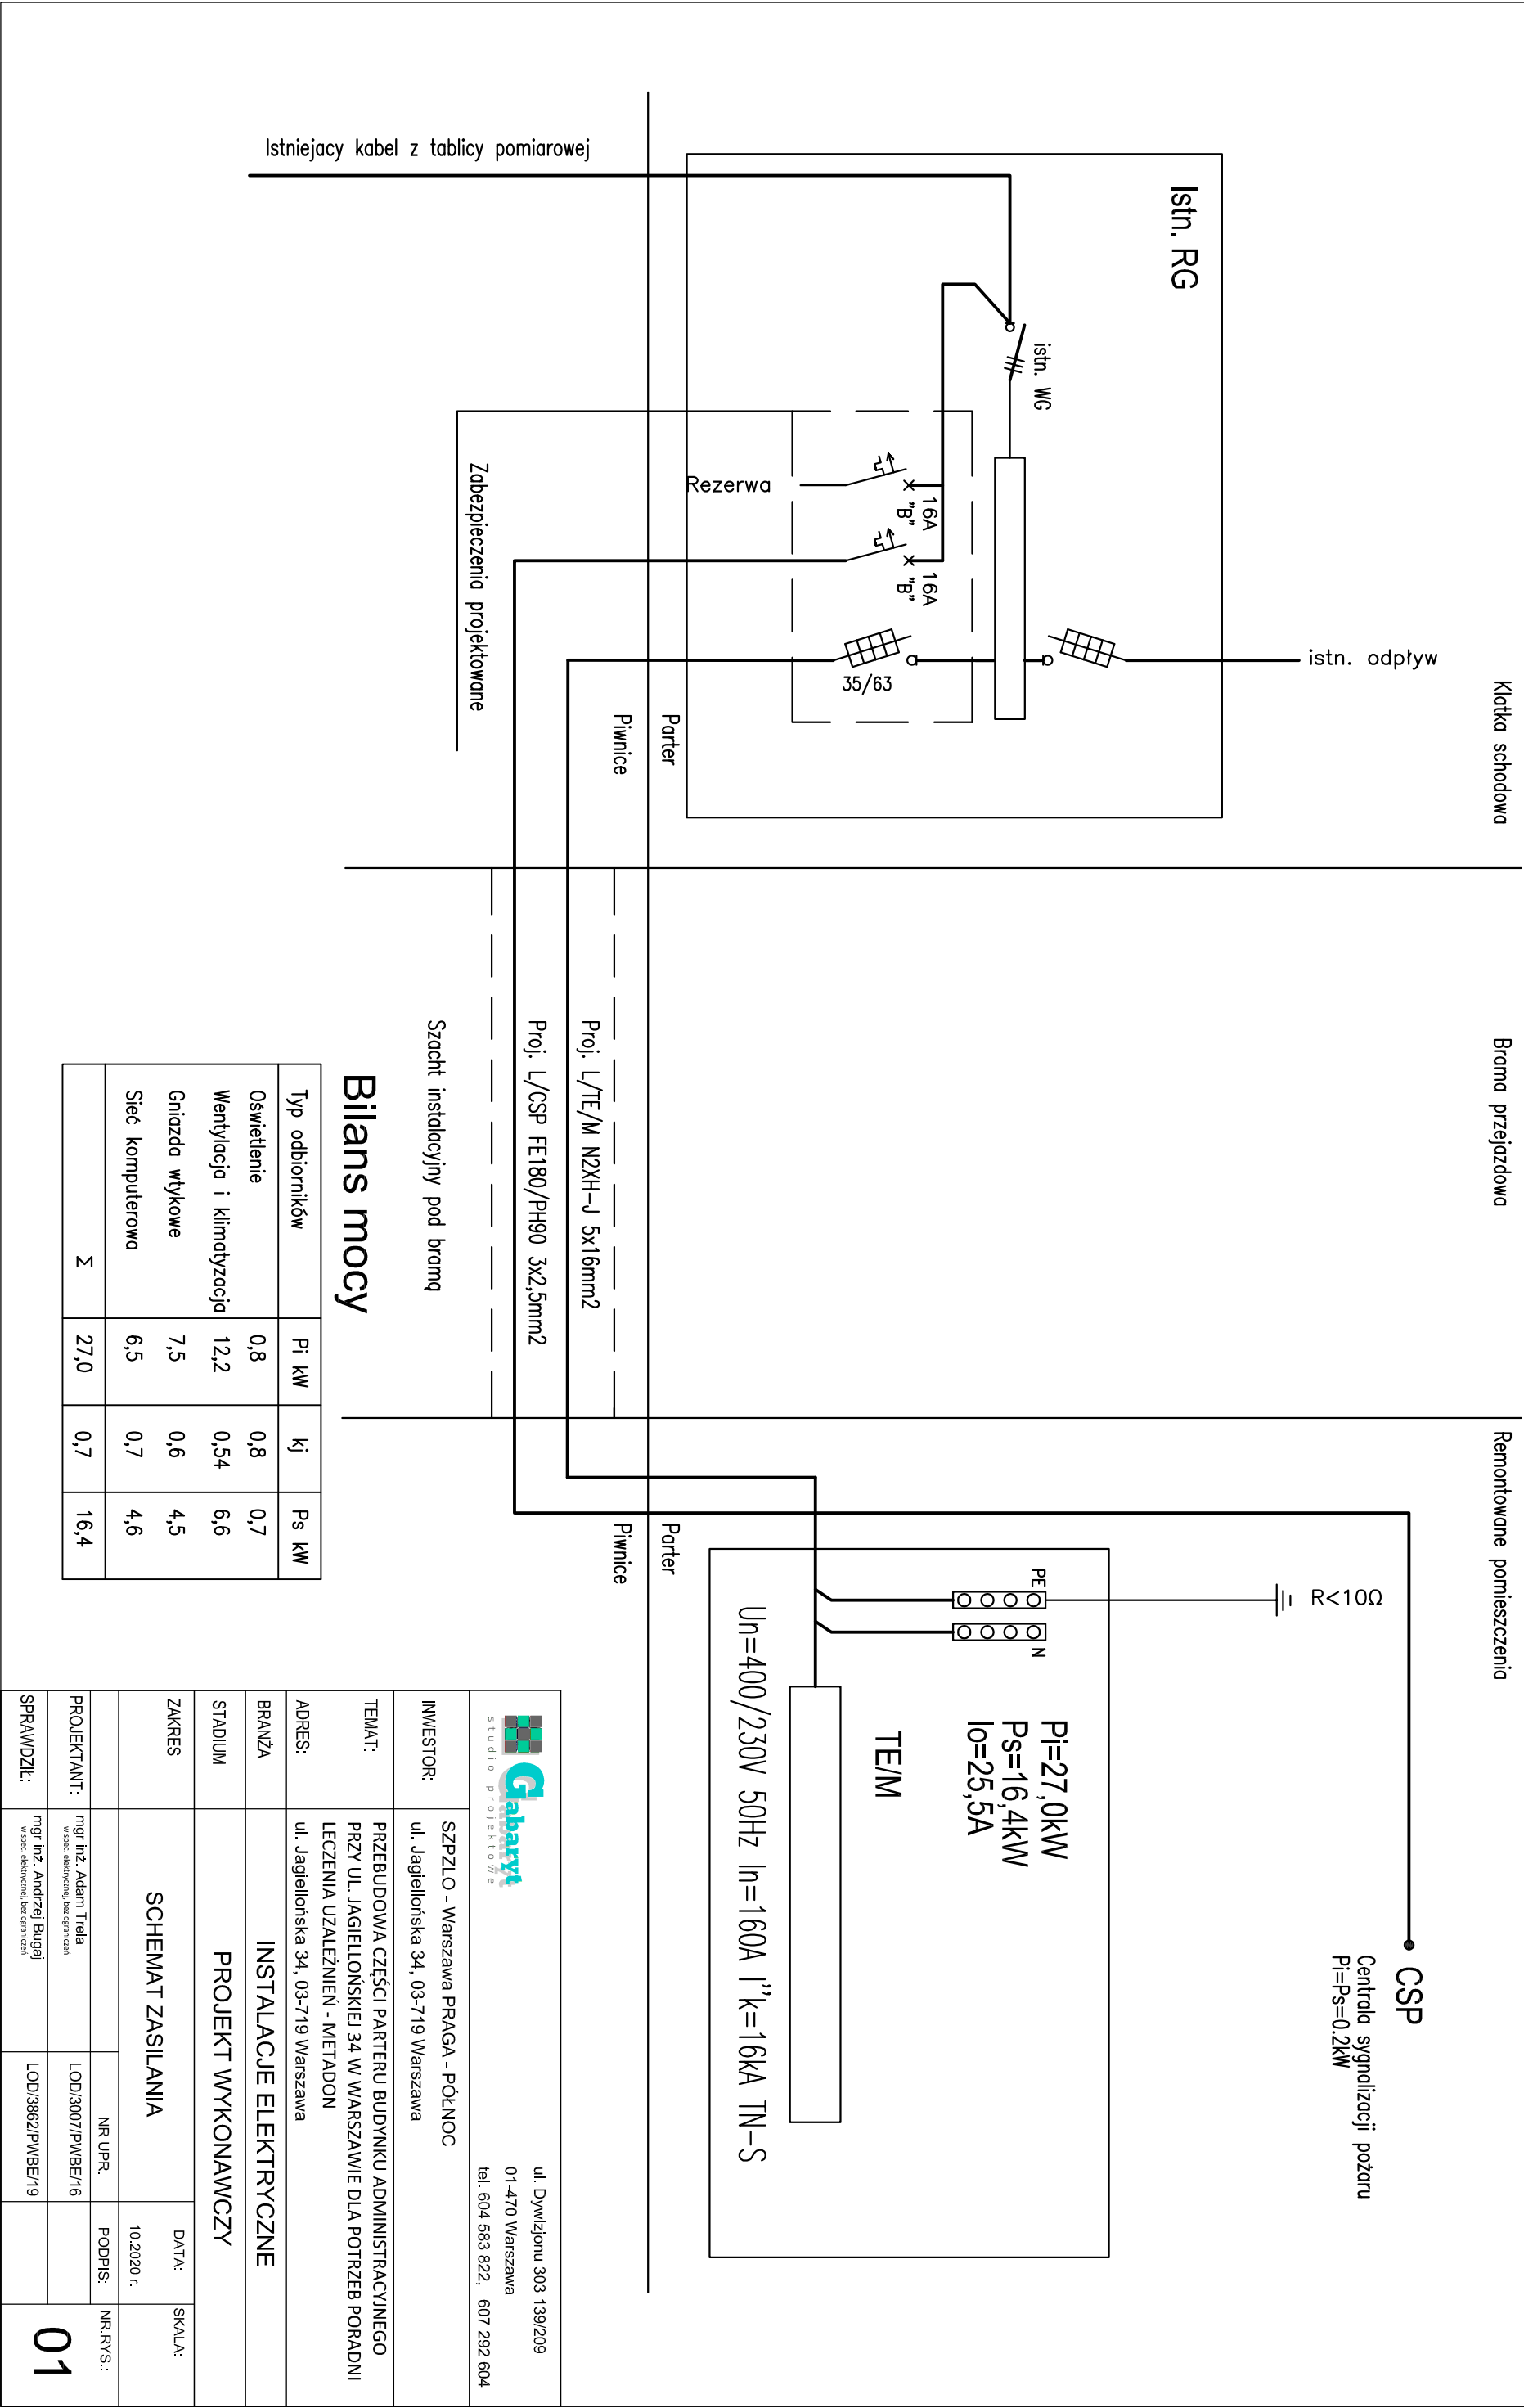 Klatka schodowa
Brama przejazdowa
Remontowane pomieszczenia
istn. odpływ
Istn. RG
istn. WG
16A
"B"
16A
"B"
35/63
Rezerwa
Parter
Piwnice
Zabezpieczenia projektowane
Istniejacy kabel z tablicy pomiarowej
Proj. L/TE/M N2XH-J 5x16mm2
Proj. L/CSP FE180/PH90 3x2,5mm2
Szacht instalacyjny pod bramą
R<10Ω
CSP
Centrala sygnalizacji pożaru
Pi=Ps=0.2kW
PE
N
Pi=27,0kW
Ps=16,4kW
Io=25,5A
TE/M
Un=400/230V 50Hz In=160A I"k=16kA TN-S
Parter
Piwnice
Bilans mocy
Typ odbiorników Pi kW kj Ps kW
Oświetlenie 0,8 0,8 0,7
Wentylacja i klimatyzacja 12,2 0,54 6,6
Gniazda wtykowe 7,5 0,6 4,5
Sieć komputerowa 6,5 0,7 4,6
Σ 27,0 0,7 16,4
Gabaryt
studio projektowe
ul. Dywizjonu 303 139/209
01-470 Warszawa
tel. 604 583 822, 607 292 604
INWESTOR: SZPZLO - Warszawa PRAGA - PÓŁNOC
ul. Jagiellońska 34, 03-719 Warszawa
TEMAT: PRZEBUDOWA CZĘŚCI PARTERU BUDYNKU ADMINISTRACYJNEGO
PRZY UL. JAGIELLOŃSKIEJ 34 W WARSZAWIE DLA POTRZEB PORADNI
LECZENIA UZALEŻNIEŃ - METADON
ADRES: ul. Jagiellońska 34, 03-719 Warszawa
BRANŻA INSTALACJE ELEKTRYCZNE
STADIUM PROJEKT WYKONAWCZY
ZAKRES SCHEMAT ZASILANIA
DATA: SKALA:
10.2020 r.
NR UPR. PODPIS: NR.RYS.:
PROJEKTANT: mgr inż. Adam Trela LOD/3007/PWBE/16
w spec. elektrycznej, bez ograniczeń
SPRAWDZIŁ: mgr inż. Andrzej Bugaj LOD/3862/PWBE/19
w spec. elektrycznej, bez ograniczeń
01